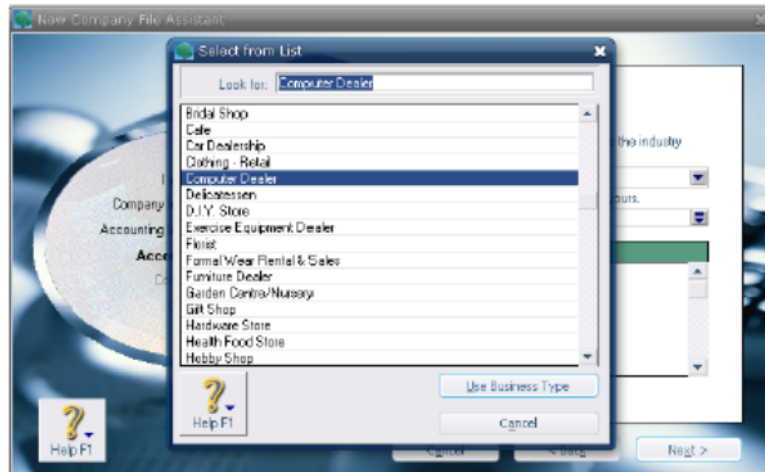 New Company File Assistant
Select from List
Look for: Computer Dealer
Bridal Shop
Cafe
Car Dealership
Clothing - Retail
Computer Dealer
Delicatessen
D.I.Y. Store
Exercise Equipment Dealer
Florist
Formal Wear Rental & Sales
Furniture Dealer
Garden Centre/Nursery
Gift Shop
Hardware Store
Health Food Store
Hobby Shop
Use Business Type
Help F1
Cancel
the industry
ours.
Company
Accounting
Acco
Help F1
Cancel
< Back
Next >